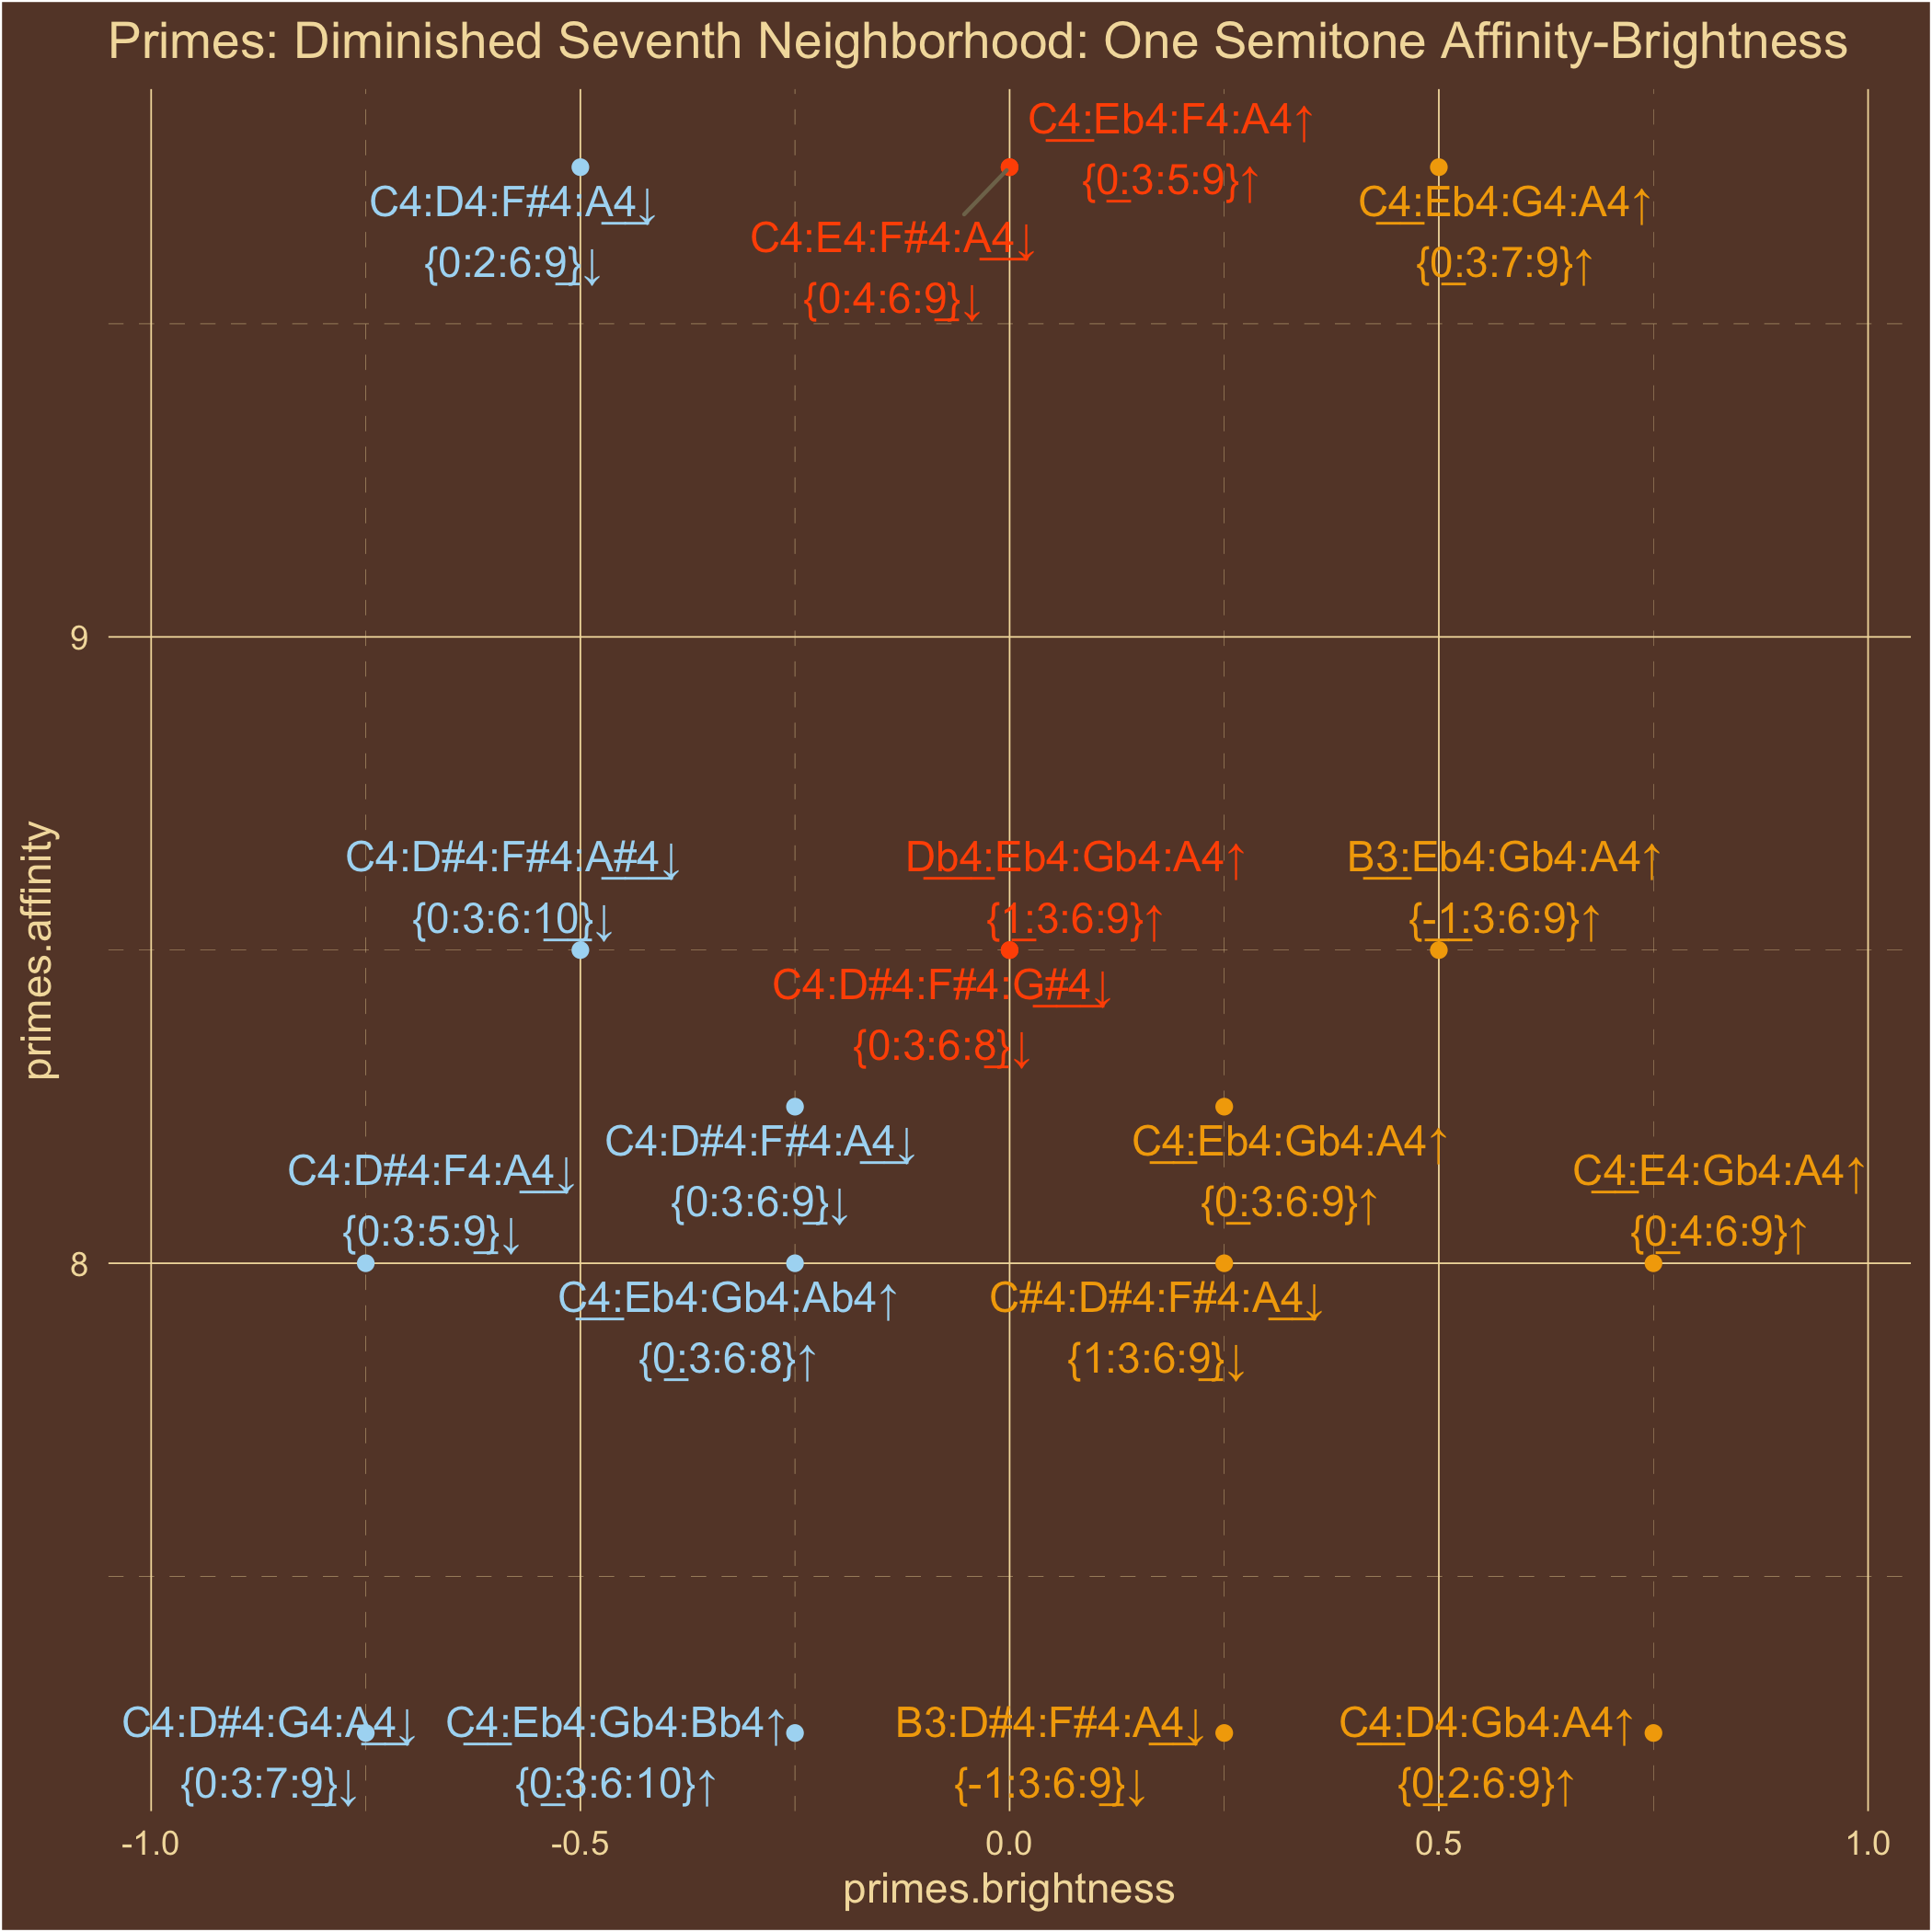 Primes: Diminished Seventh Neighborhood: One Semitone Affinity-Brightness
C4:Eb4:F4:A4↑
{0:3:5:9}↑
C4:D4:F#4:A4↓
{0:2:6:9}↓
C4:E4:F#4:A4↓
{0:4:6:9}↓
C4:Eb4:G4:A4↑
{0:3:7:9}↑
9
C4:D#4:F#4:A#4↓
{0:3:6:10}↓
Db4:Eb4:Gb4:A4↑
{1:3:6:9}↑
B3:Eb4:Gb4:A4↑
{-1:3:6:9}↑
C4:D#4:F#4:G#4↓
{0:3:6:8}↓
primes.affinity
C4:D#4:F4:A4↓
{0:3:5:9}↓
C4:D#4:F#4:A4↓
{0:3:6:9}↓
C4:Eb4:Gb4:A4↑
{0:3:6:9}↑
C4:E4:Gb4:A4↑
{0:4:6:9}↑
8
C4:Eb4:Gb4:Ab4↑
{0:3:6:8}↑
C#4:D#4:F#4:A4↓
{1:3:6:9}↓
C4:D#4:G4:A4↓
{0:3:7:9}↓
C4:Eb4:Gb4:Bb4↑
{0:3:6:10}↑
B3:D#4:F#4:A4↓
{-1:3:6:9}↓
C4:D4:Gb4:A4↑
{0:2:6:9}↑
-1.0
-0.5
0.0
0.5
1.0
primes.brightness